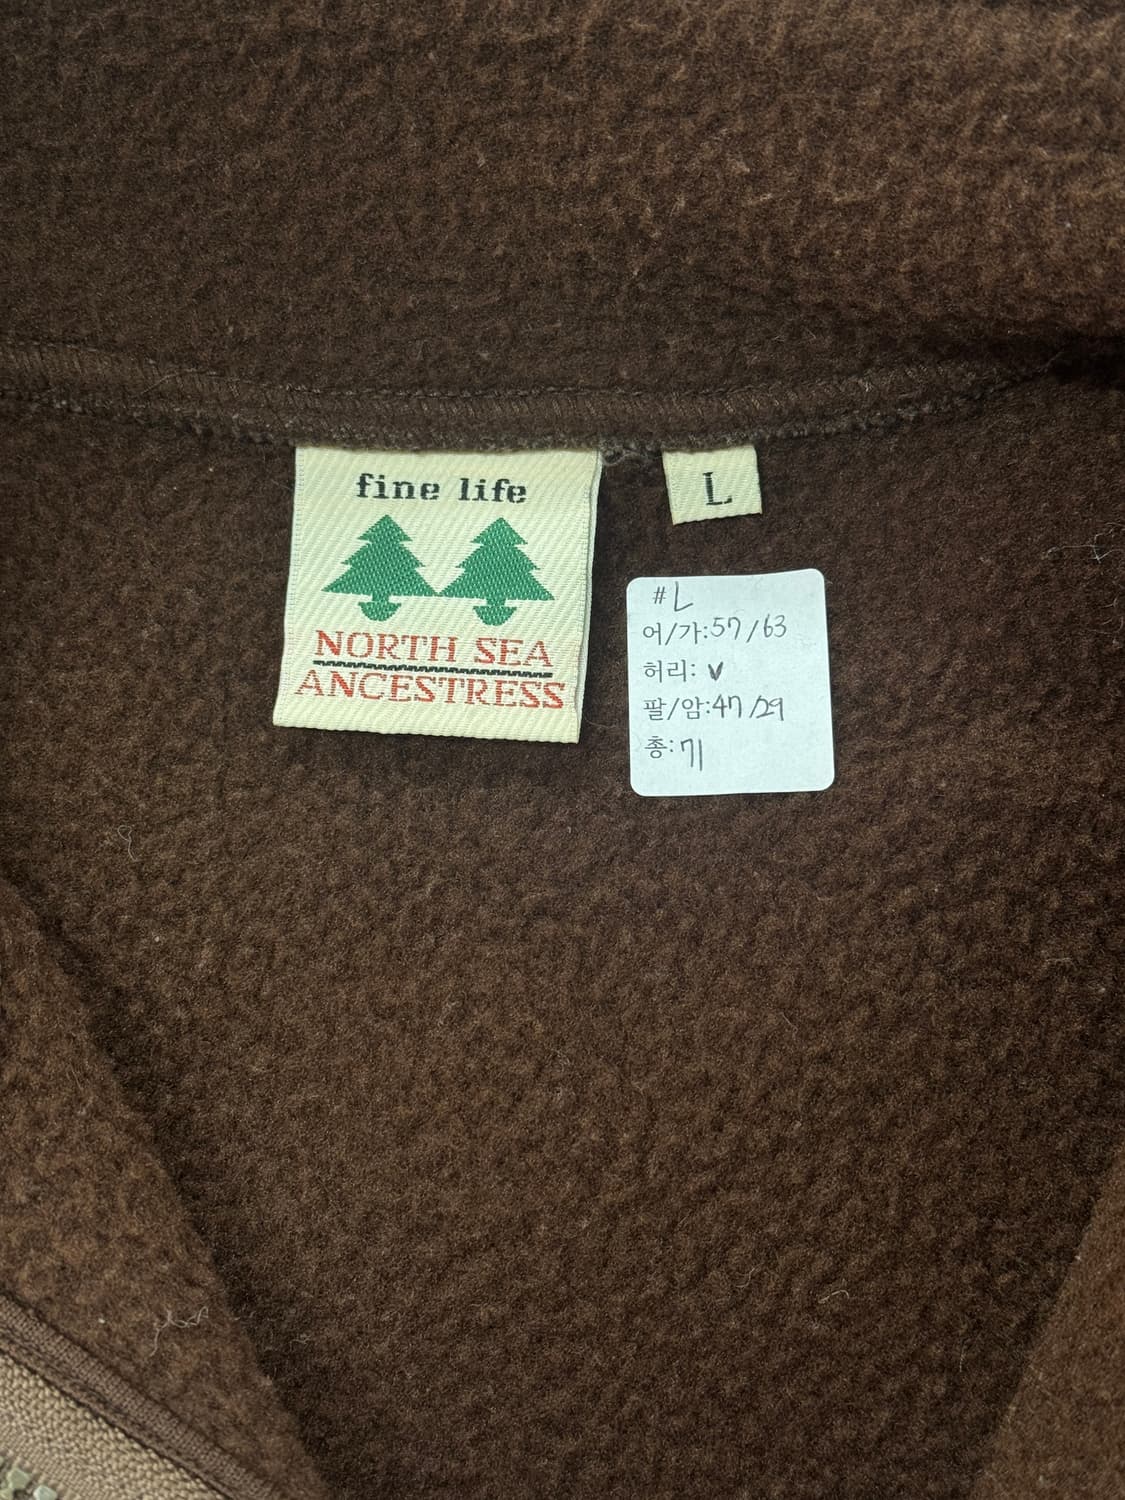 fine life
NORTH SEA
ANCESTRESS
L
#L
어/가:57/63
허리: v
팔/암:47/29
총:71